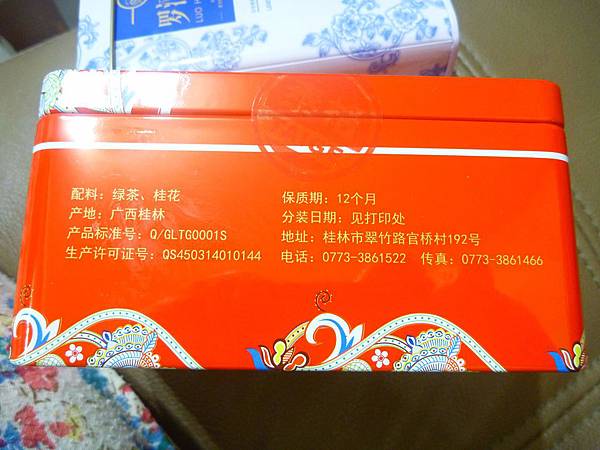 罗汉
LUO H
配料：绿茶、桂花
产地：广西桂林
产品标准号：Q/GLTG0001S
生产许可证号：QS450314010144
保质期：12个月
分装日期：见打印处
地址：桂林市翠竹路官桥村192号
电话：0773-3861522 传真：0773-3861466